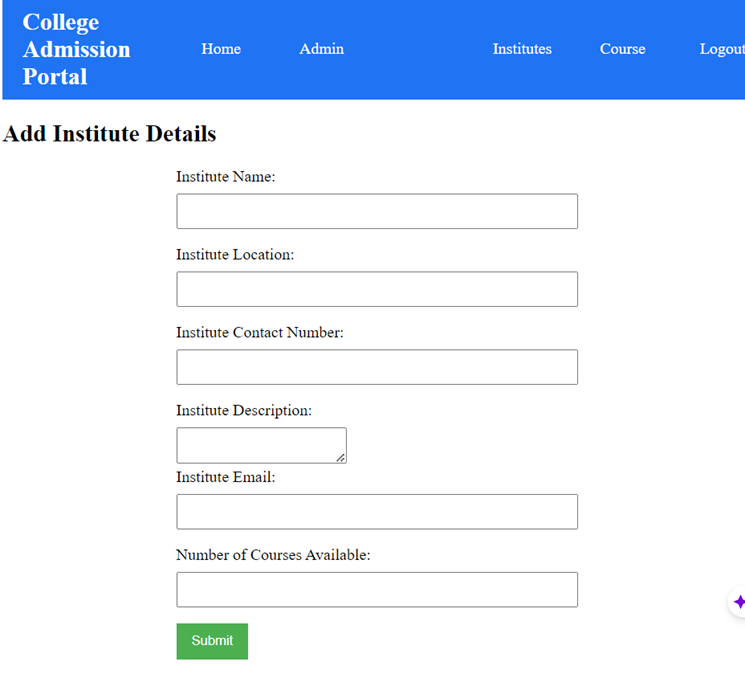 College
Admission
Portal
Home
Admin
Institutes
Course
Logout
Add Institute Details
Institute Name:
Institute Location:
Institute Contact Number:
Institute Description:
Institute Email:
Number of Courses Available:
Submit